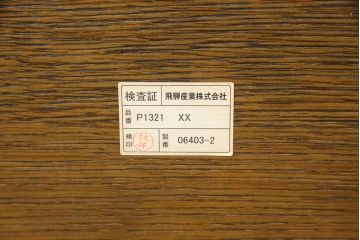 検査証 飛騨産業株式会社
品番 P1321 XX
検印 製番 06403-2